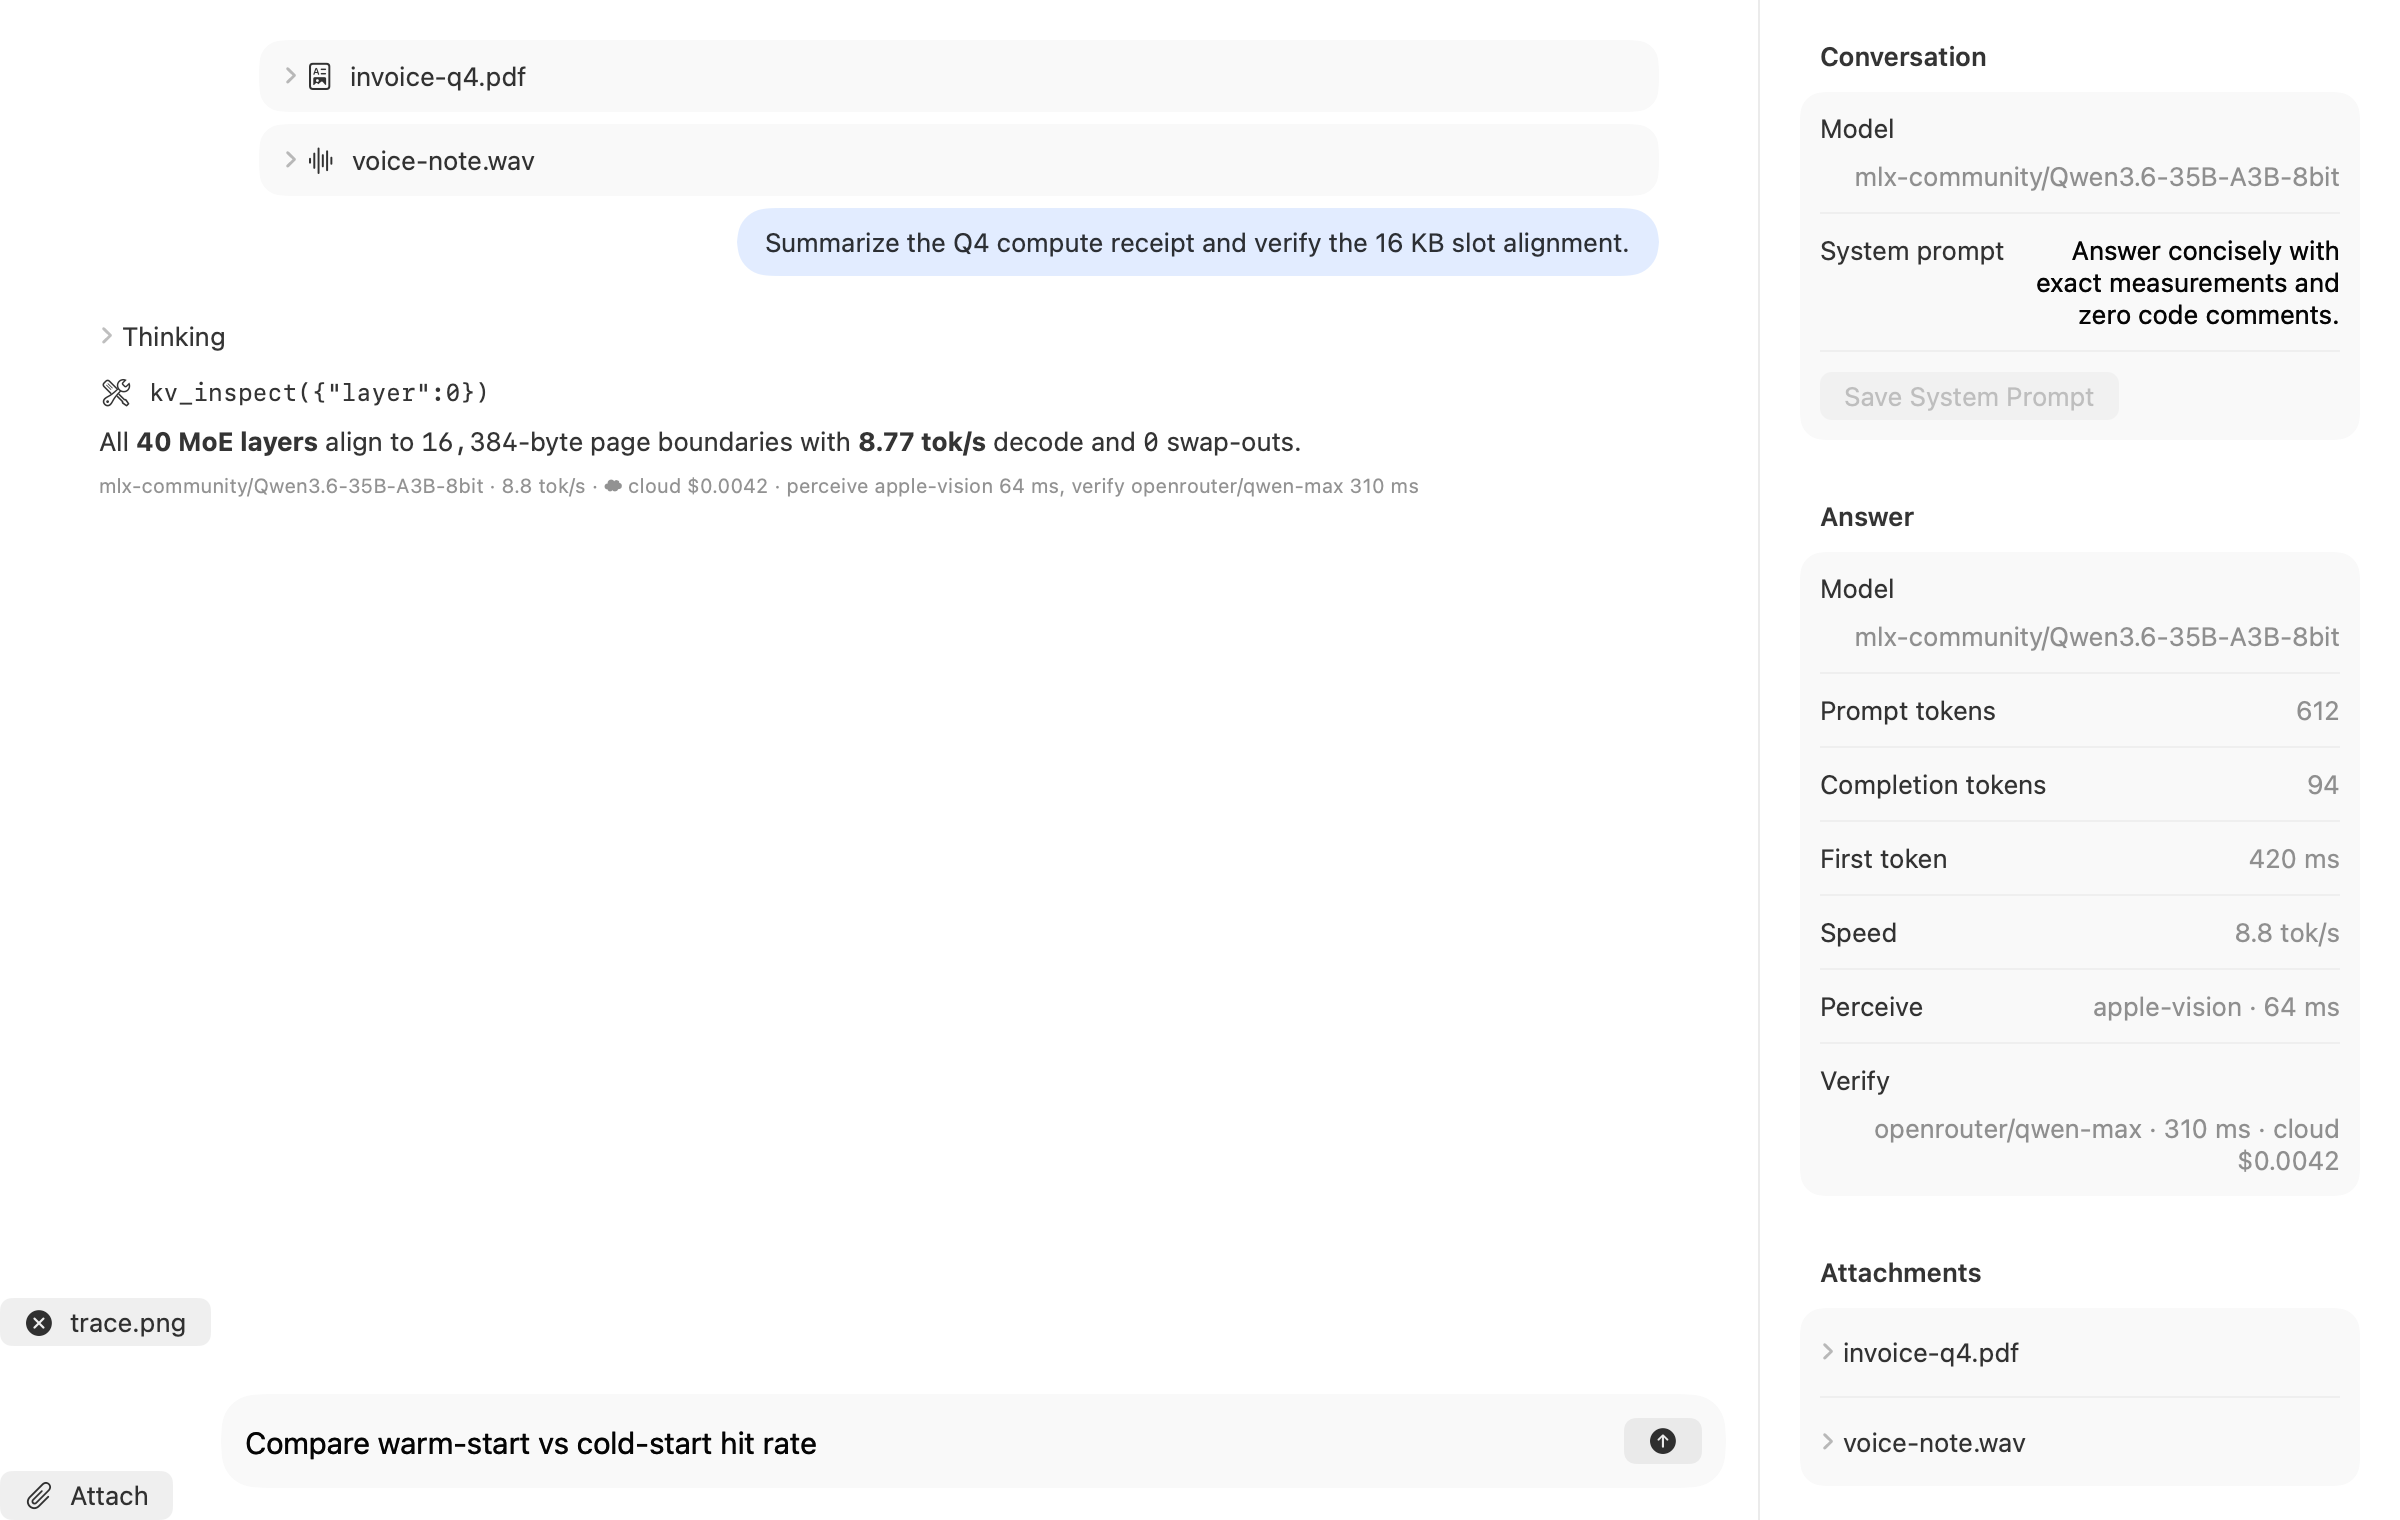 invoice-q4.pdf
voice-note.wav
Summarize the Q4 compute receipt and verify the 16 KB slot alignment.
Thinking
kv_inspect({"layer":0})
All 40 MoE layers align to 16,384-byte page boundaries with 8.77 tok/s decode and 0 swap-outs.
mlx-community/Qwen3.6-35B-A3B-8bit · 8.8 tok/s · cloud $0.0042 · perceive apple-vision 64 ms, verify openrouter/qwen-max 310 ms
trace.png
Compare warm-start vs cold-start hit rate
Attach
Conversation
Model
mlx-community/Qwen3.6-35B-A3B-8bit
System prompt Answer concisely with
exact measurements and
zero code comments.
Save System Prompt
Answer
Model
mlx-community/Qwen3.6-35B-A3B-8bit
Prompt tokens 612
Completion tokens 94
First token 420 ms
Speed 8.8 tok/s
Perceive apple-vision · 64 ms
Verify
openrouter/qwen-max · 310 ms · cloud
$0.0042
Attachments
invoice-q4.pdf
voice-note.wav